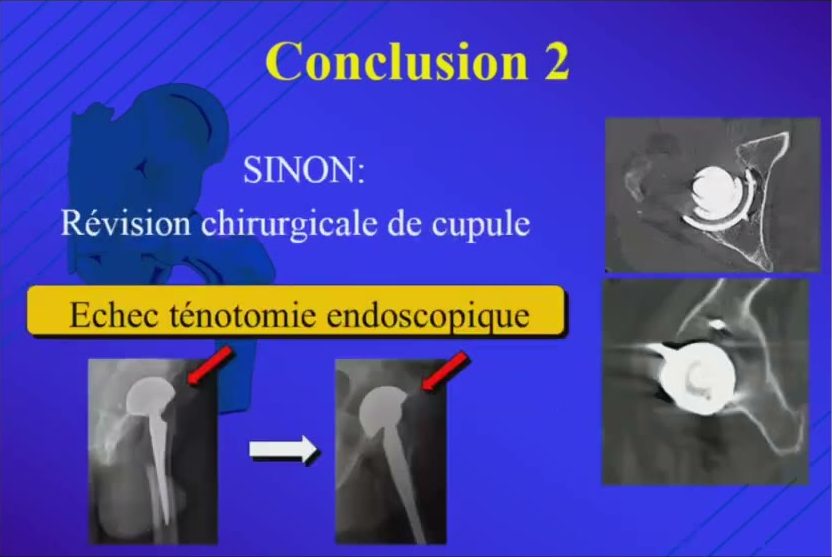 Conclusion 2
SINON:
Révision chirurgicale de cupule
Echec ténotomie endoscopique